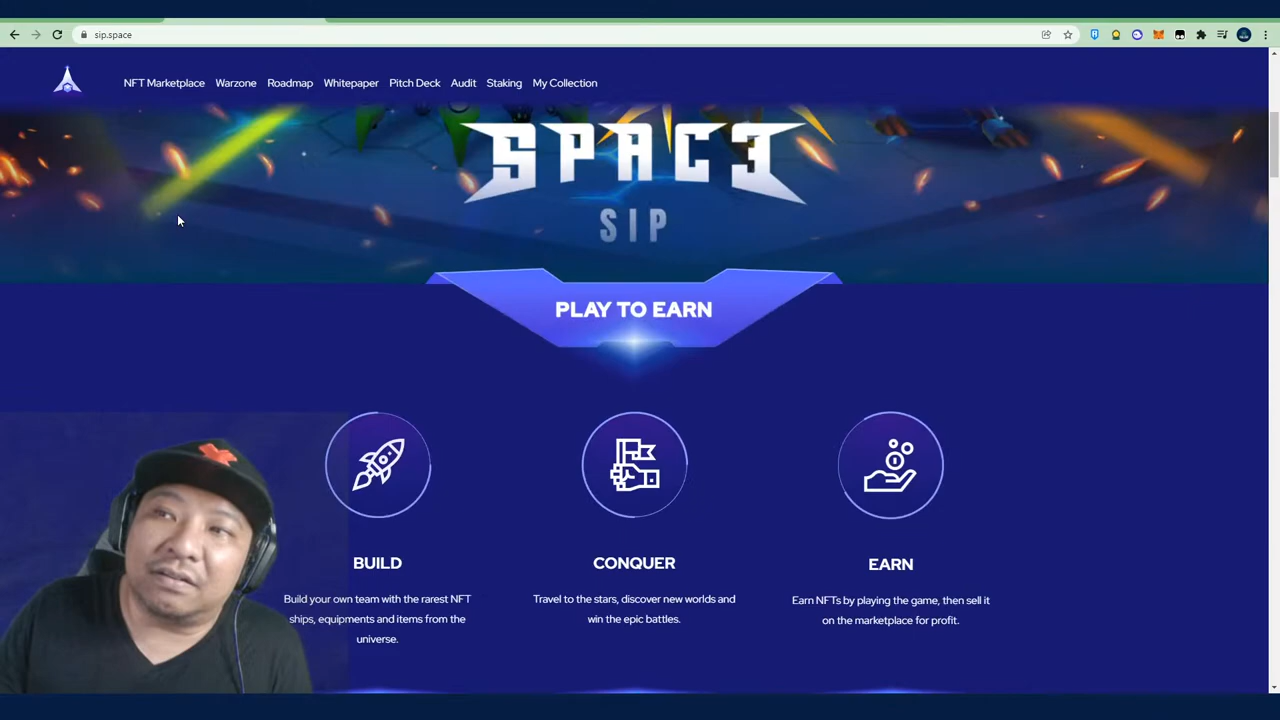 sip.space
NFT Marketplace Warzone Roadmap Whitepaper Pitch Deck Audit Staking My Collection
SPAC3
SIP
PLAY TO EARN
BUILD
Build your own team with the rarest NFT
ships, equipments and items from the
universe.
CONQUER
Travel to the stars, discover new worlds and
win the epic battles.
EARN
Earn NFTs by playing the game, then sell it
on the marketplace for profit.